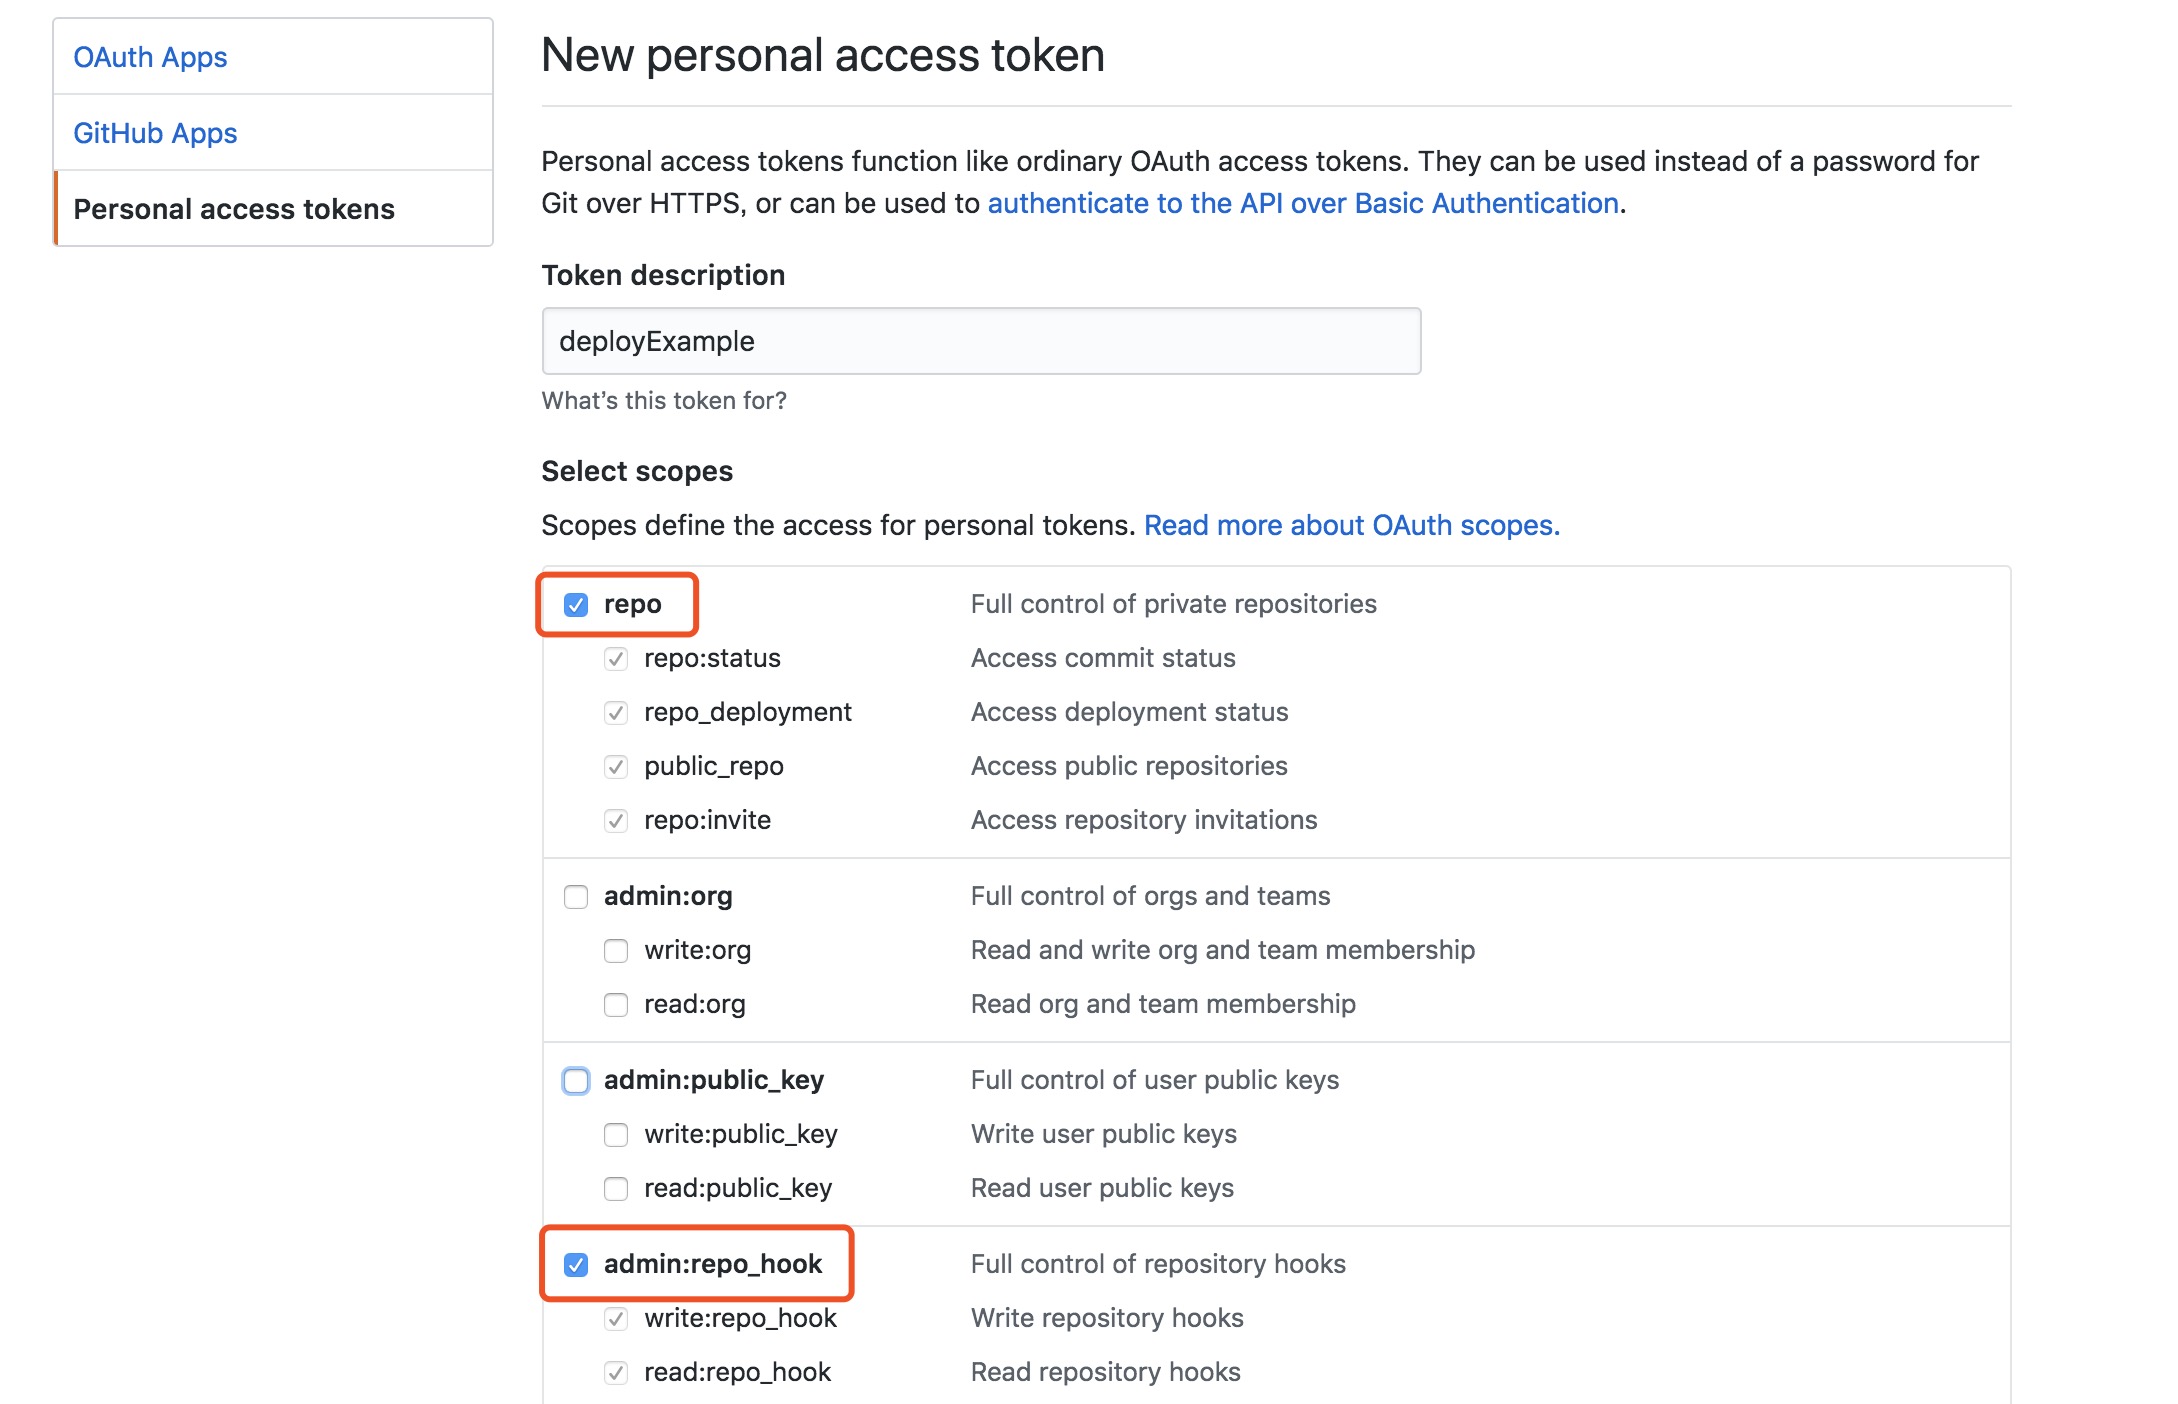 OAuth Apps
GitHub Apps
Personal access tokens
New personal access token
Personal access tokens function like ordinary OAuth access tokens. They can be used instead of a password for
Git over HTTPS, or can be used to authenticate to the API over Basic Authentication.
Token description
deployExample
What’s this token for?
Select scopes
Scopes define the access for personal tokens. Read more about OAuth scopes.
repo Full control of private repositories
repo:status Access commit status
repo_deployment Access deployment status
public_repo Access public repositories
repo:invite Access repository invitations
admin:org Full control of orgs and teams
write:org Read and write org and team membership
read:org Read org and team membership
admin:public_key Full control of user public keys
write:public_key Write user public keys
read:public_key Read user public keys
admin:repo_hook Full control of repository hooks
write:repo_hook Write repository hooks
read:repo_hook Read repository hooks